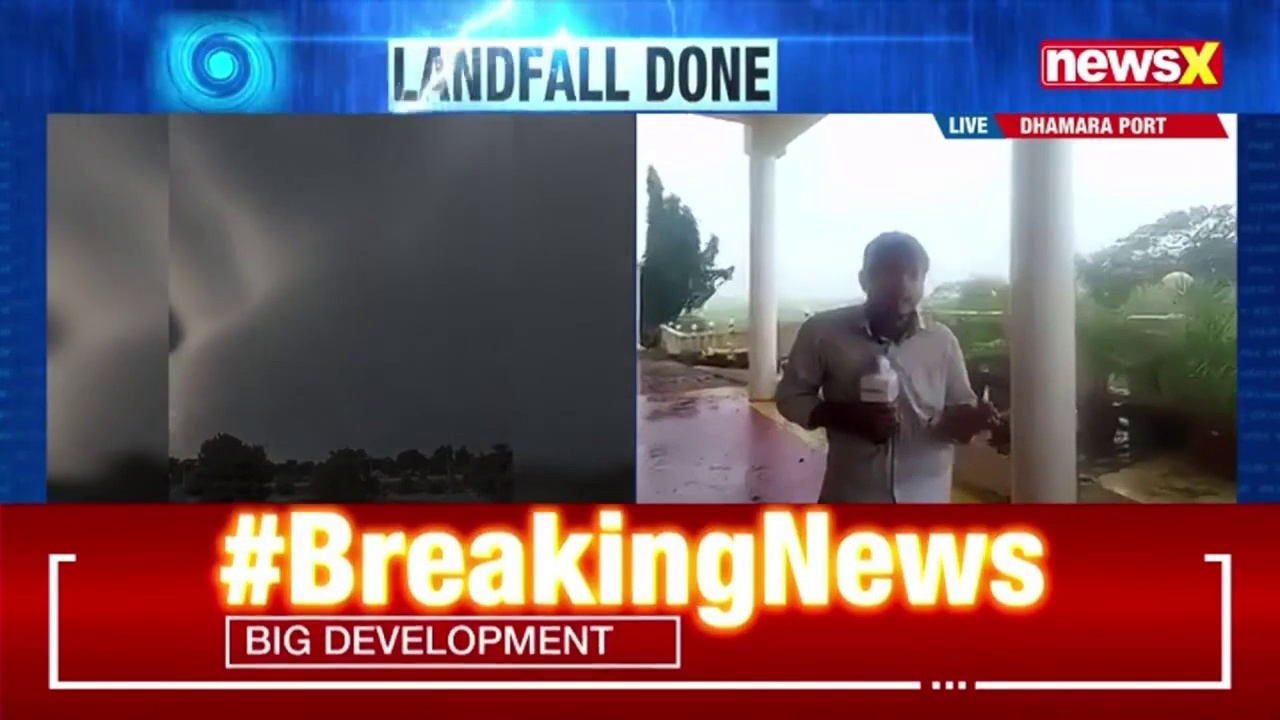 LANDFALL DONE
newsX
LIVE DHAMARA PORT
#BreakingNews
BIG DEVELOPMENT